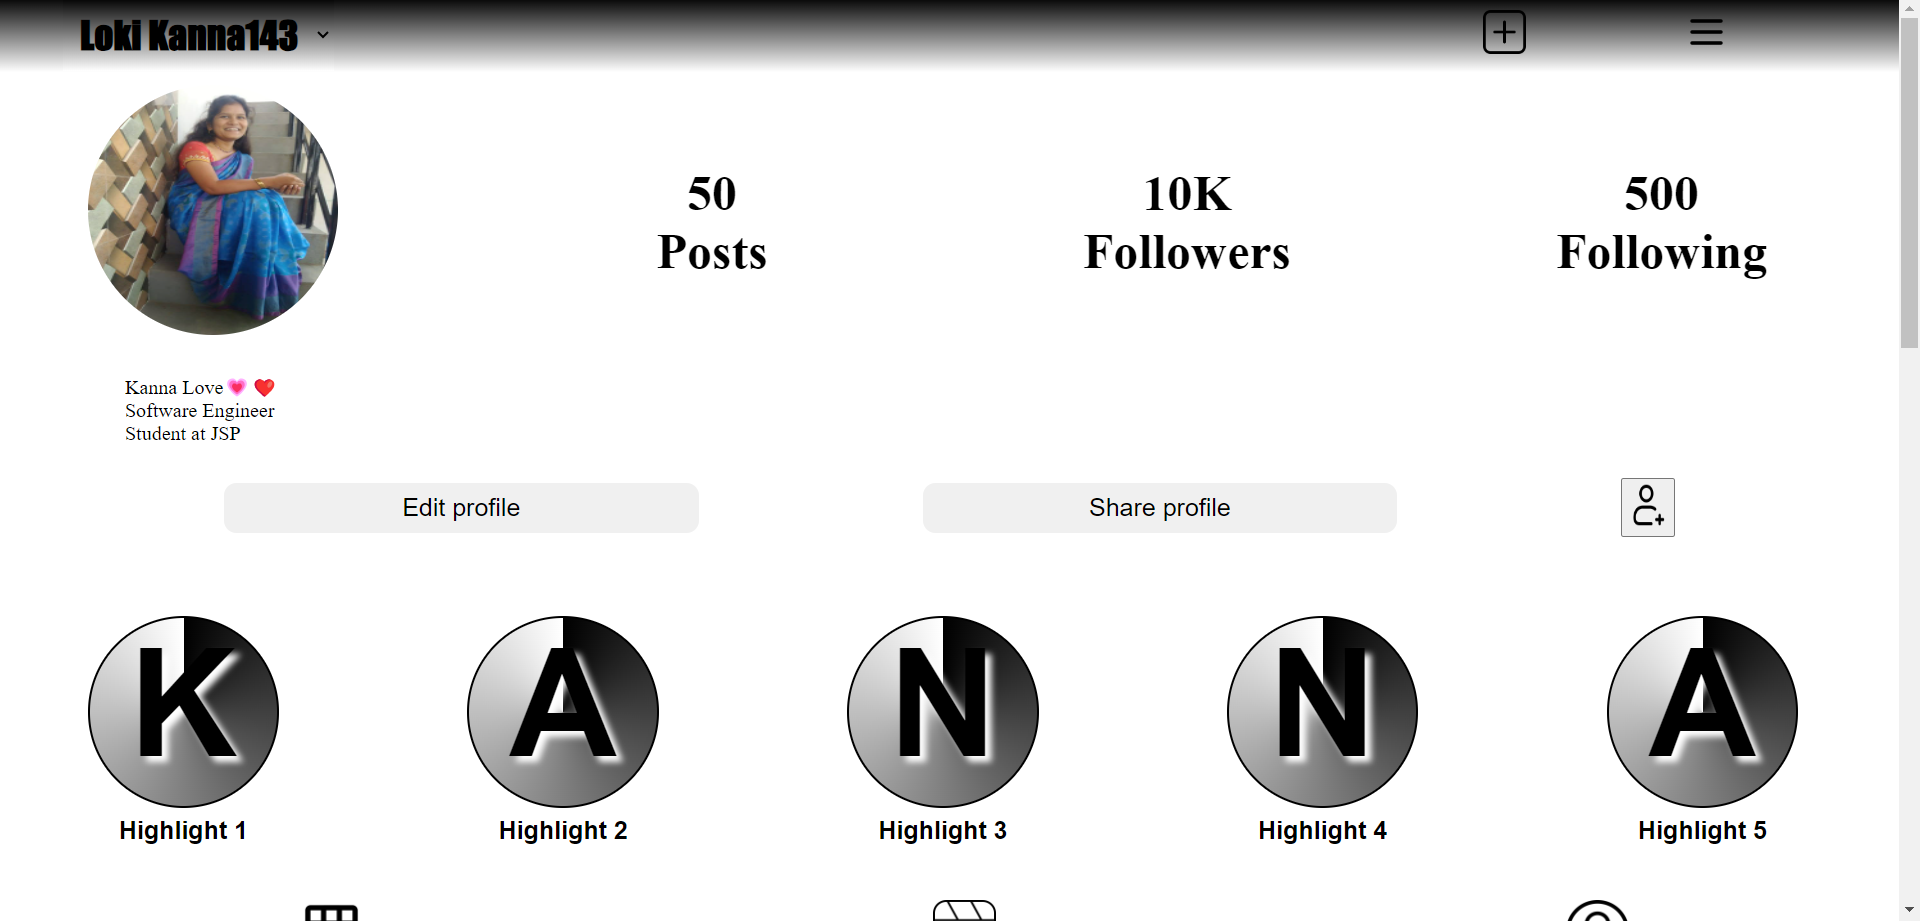 Loki Kanna143
50
Posts
10K
Followers
500
Following
Kanna Love💗 ❤️
Software Engineer
Student at JSP
Edit profile
Share profile
K
A
N
N
A
Highlight 1
Highlight 2
Highlight 3
Highlight 4
Highlight 5